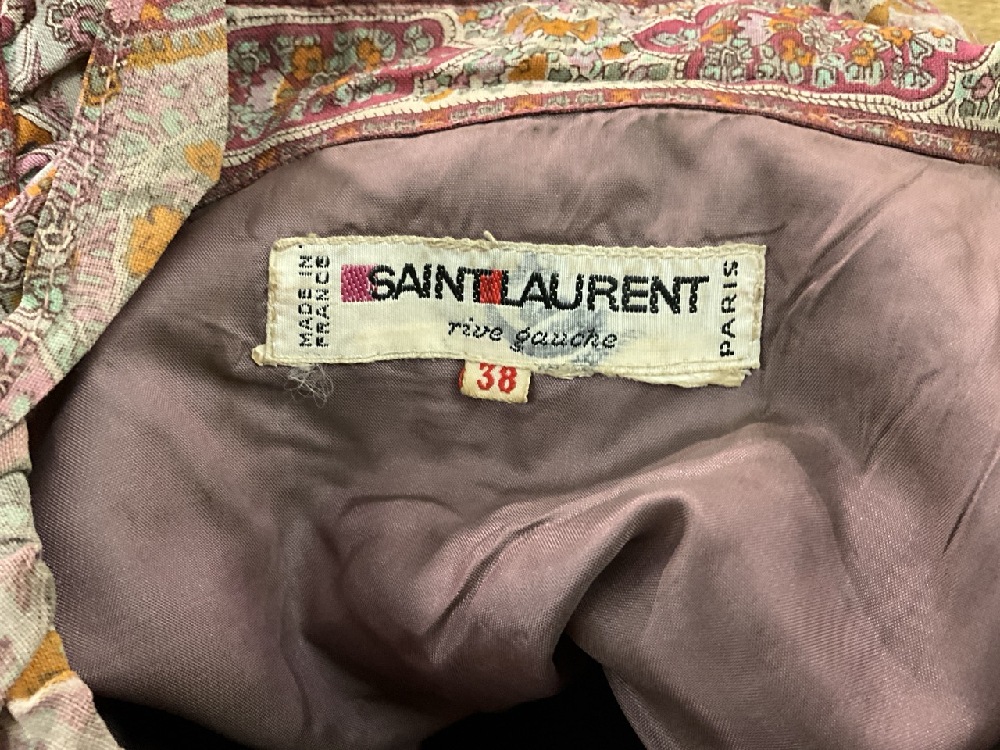 MADE IN
FRANCE
SAINT LAURENT
rive gauche
PARIS
38